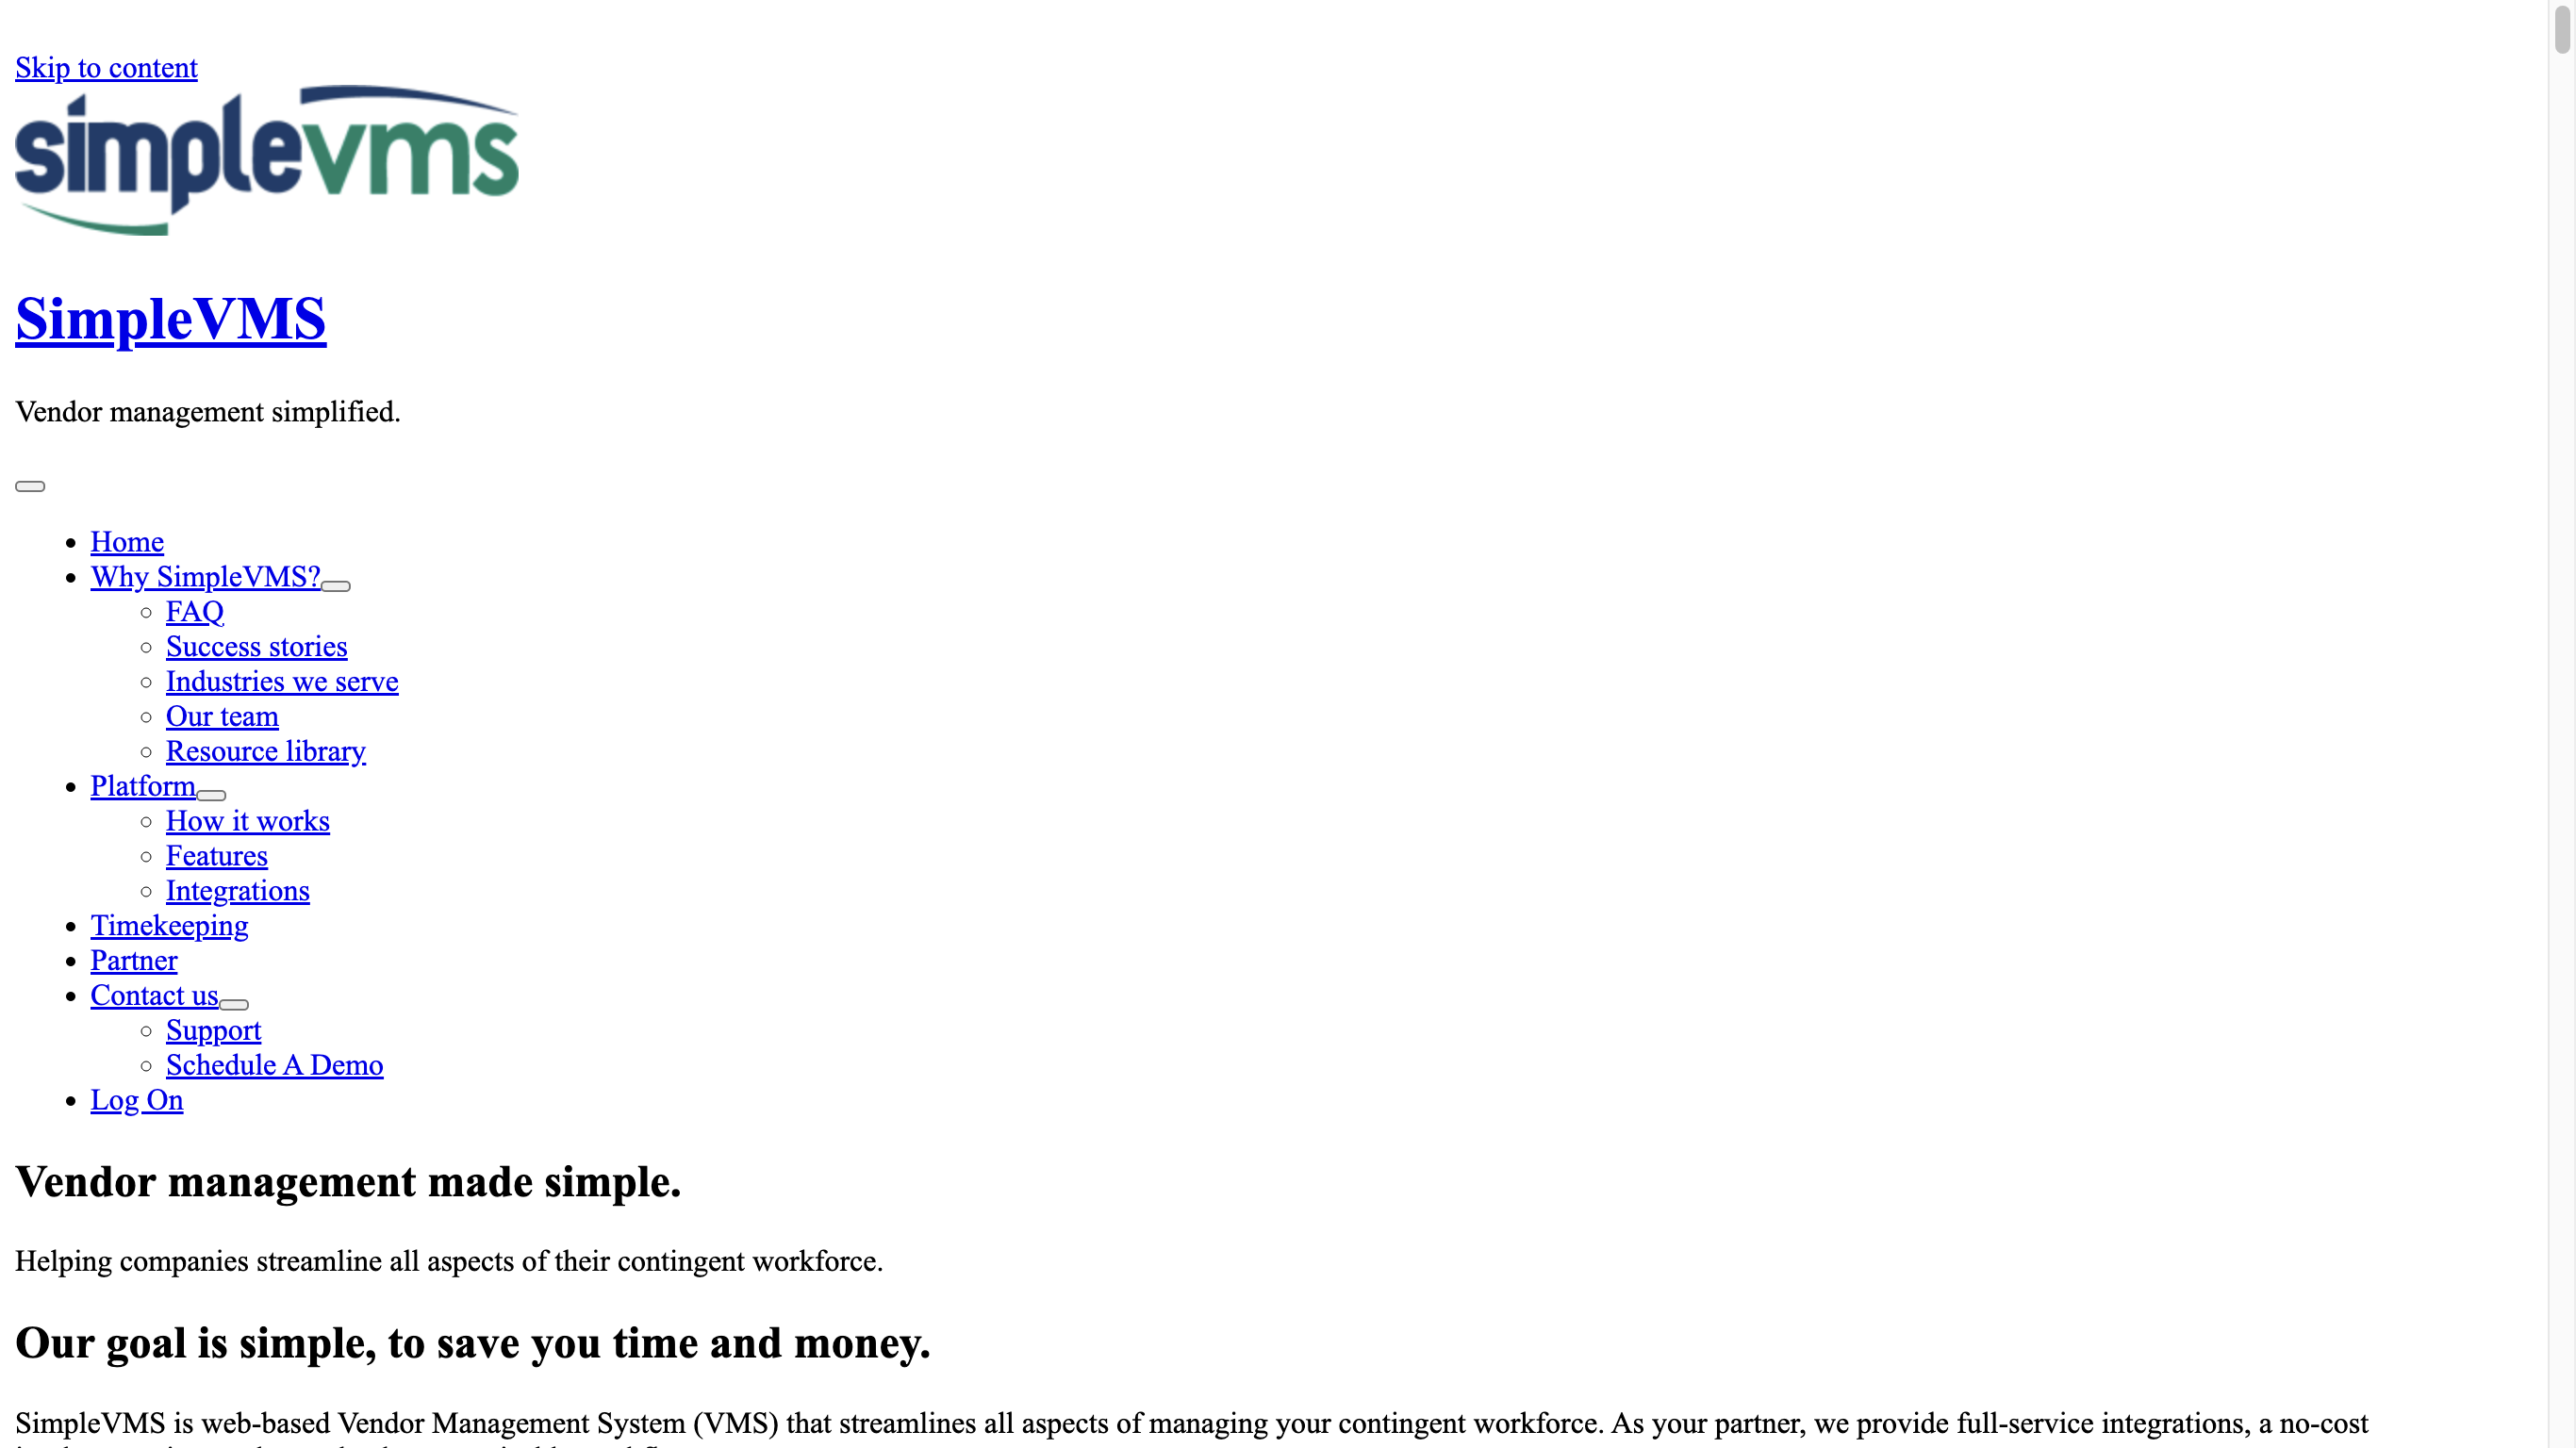 Skip to content
simplevms
SimpleVMS
Vendor management simplified.
Home
Why SimpleVMS?
FAQ
Success stories
Industries we serve
Our team
Resource library
Platform
How it works
Features
Integrations
Timekeeping
Partner
Contact us
Support
Schedule A Demo
Log On
Vendor management made simple.
Helping companies streamline all aspects of their contingent workforce.
Our goal is simple, to save you time and money.
SimpleVMS is web-based Vendor Management System (VMS) that streamlines all aspects of managing your contingent workforce. As your partner, we provide full-service integrations, a no-cost